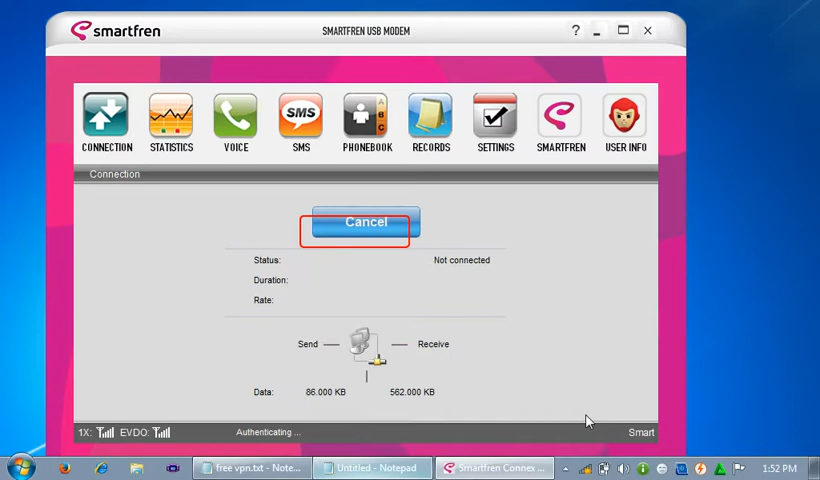 smartfren
SMARTFREN USB MODEM
?
CONNECTION STATISTICS VOICE SMS PHONEBOOK RECORDS SETTINGS SMARTFREN USER INFO
SMS
A
B
C
Connection
Cancel
Status: Not connected
Duration:
Rate:
Send Receive
Data: 86.000 KB 562.000 KB
1X: EVDO: Authenticating ... Smart
free vpn.txt - Note... Untitled - Notepad Smartfren Connex ... 1:52 PM